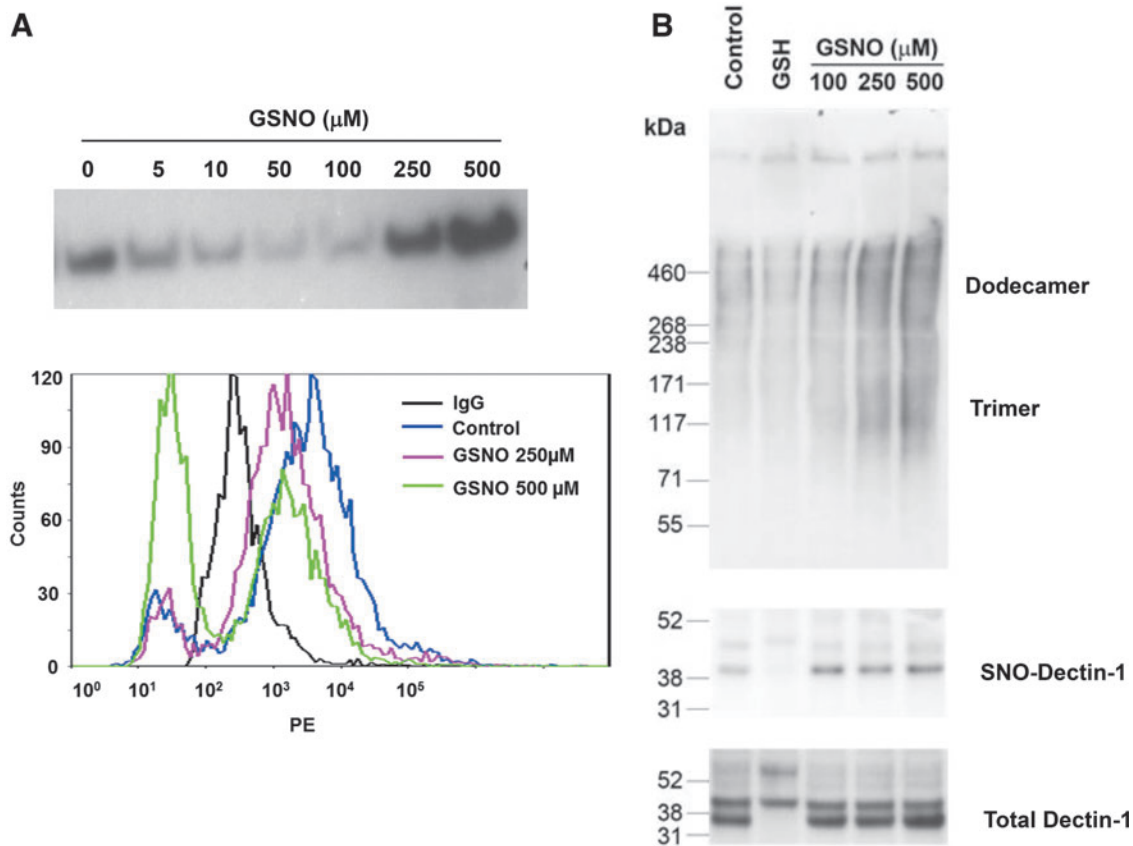 A
GSNO (μM)
0 5 10 50 100 250 500
120
90
60
30
0
Counts
IgG
Control
GSNO 250μM
GSNO 500 μM
10⁰ 10¹ 10² 10³ 10⁴ 10⁵
PE
B
Control
GSH
GSNO (μM)
100 250 500
kDa
460
268
238
171
117
71
55
Dodecamer
Trimer
52
38
31
SNO-Dectin-1
52
38
31
Total Dectin-1